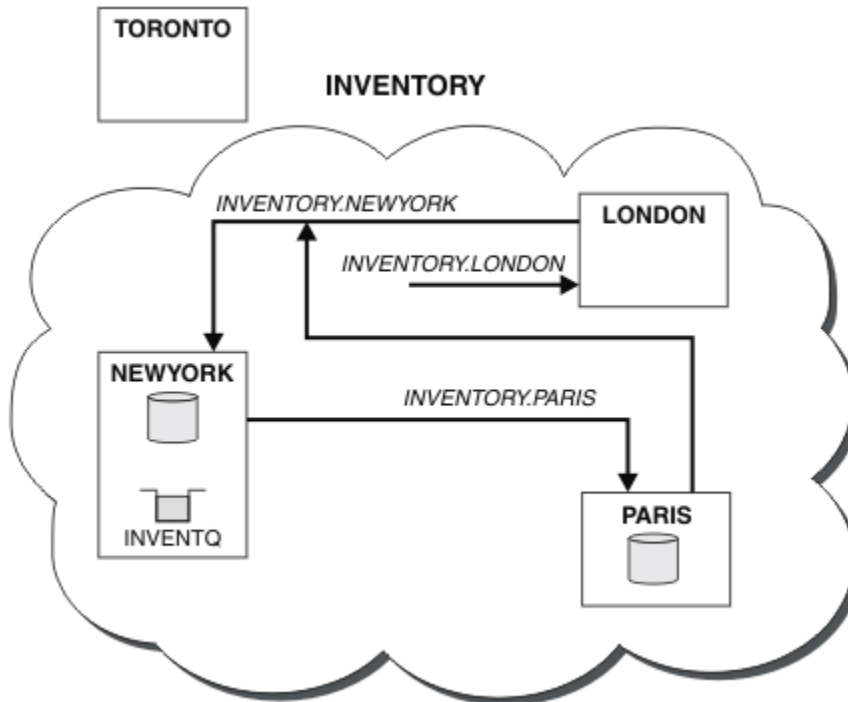 TORONTO
INVENTORY
INVENTORY.NEWYORK
LONDON
INVENTORY.LONDON
NEWYORK
INVENTORY.PARIS
INVENTQ
PARIS